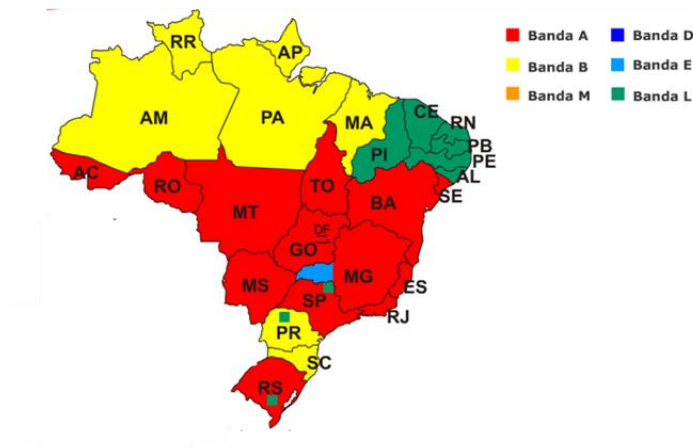 RR
AP
Banda A
Banda D
Banda B
Banda E
Banda M
Banda L
AM
PA
MA
CE
RN
PI
PB
PE
AL
AC
RO
TO
SE
MT
BA
DF
GO
MS
MG
ES
SP
RJ
PR
SC
RS